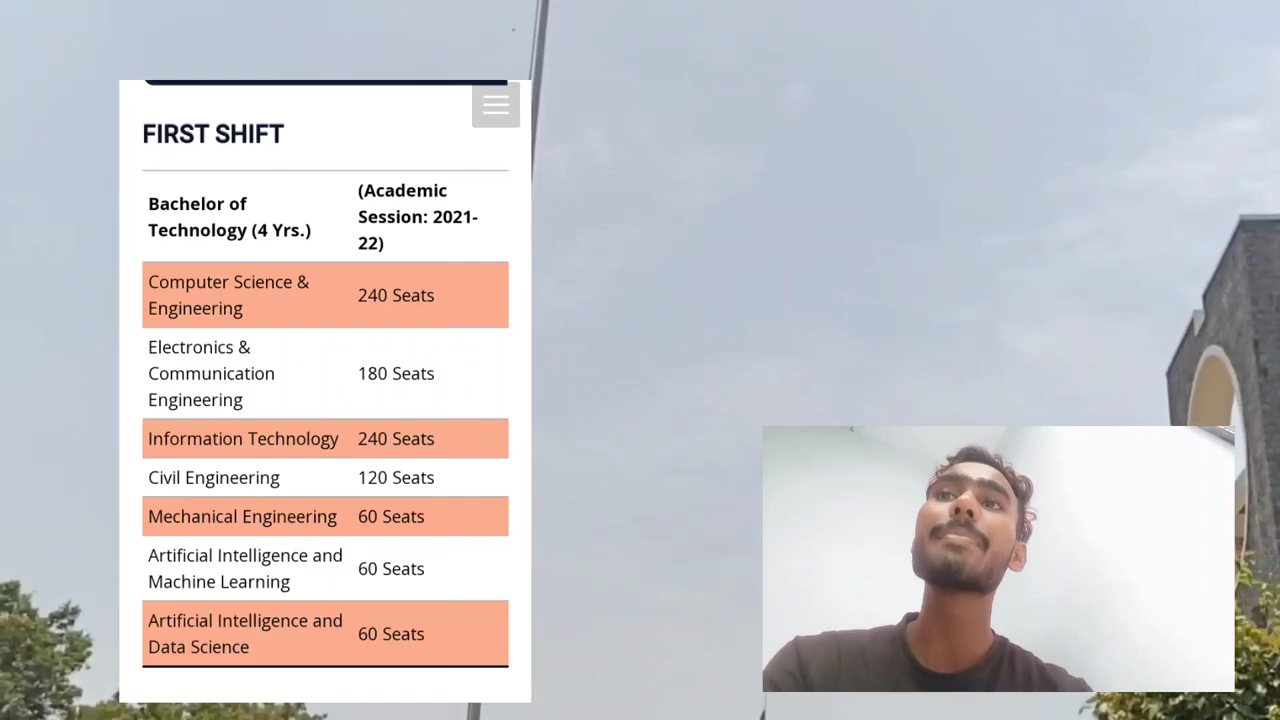 FIRST SHIFT
Bachelor of
Technology (4 Yrs.)
(Academic
Session: 2021-
22)
Computer Science &
Engineering
240 Seats
Electronics &
Communication
Engineering
180 Seats
Information Technology
240 Seats
Civil Engineering
120 Seats
Mechanical Engineering
60 Seats
Artificial Intelligence and
Machine Learning
60 Seats
Artificial Intelligence and
Data Science
60 Seats